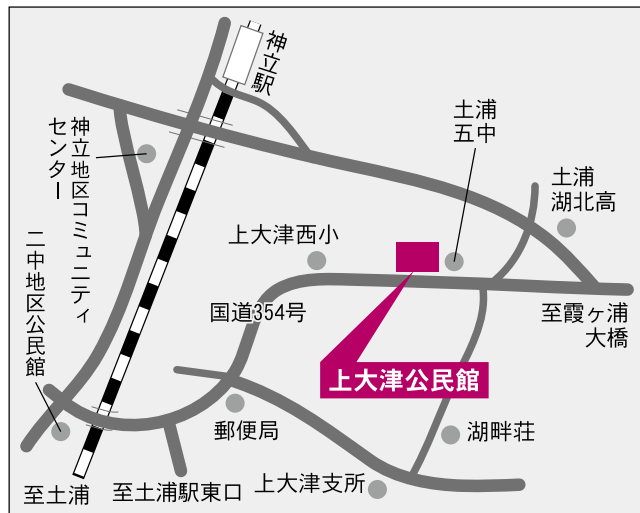 神立駅
土浦
五中
神立地区コミュニティ
センター
土浦
湖北高
二中地区公民館
上大津西小
国道354号
至霞ヶ浦
大橋
上大津公民館
郵便局
湖畔荘
上大津支所
至土浦
至土浦駅東口